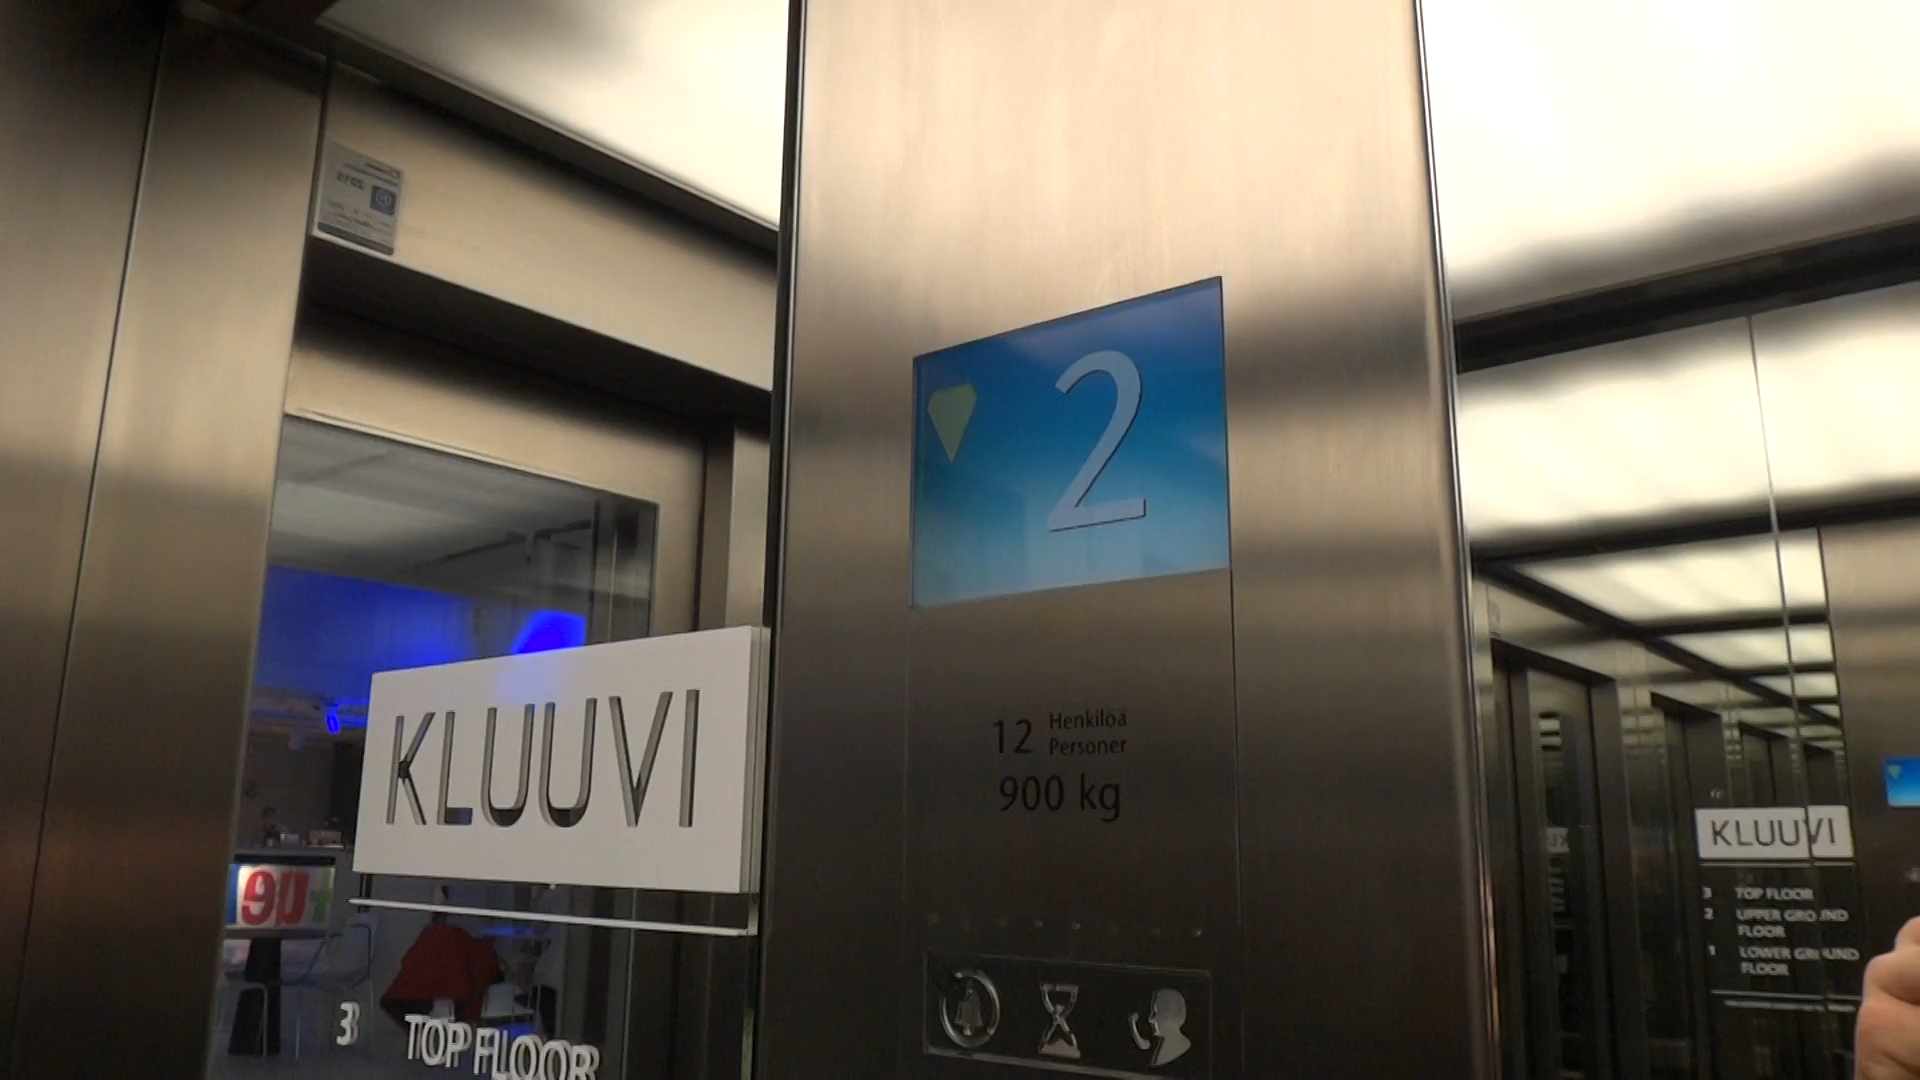 2
12 Henkilöä
Personer
900 kg
KLUUVI
3 TOP FLOOR
KLUUVI
3 TOP FLOOR
2 UPPER GROUND
FLOOR
1 LOWER GROUND
FLOOR